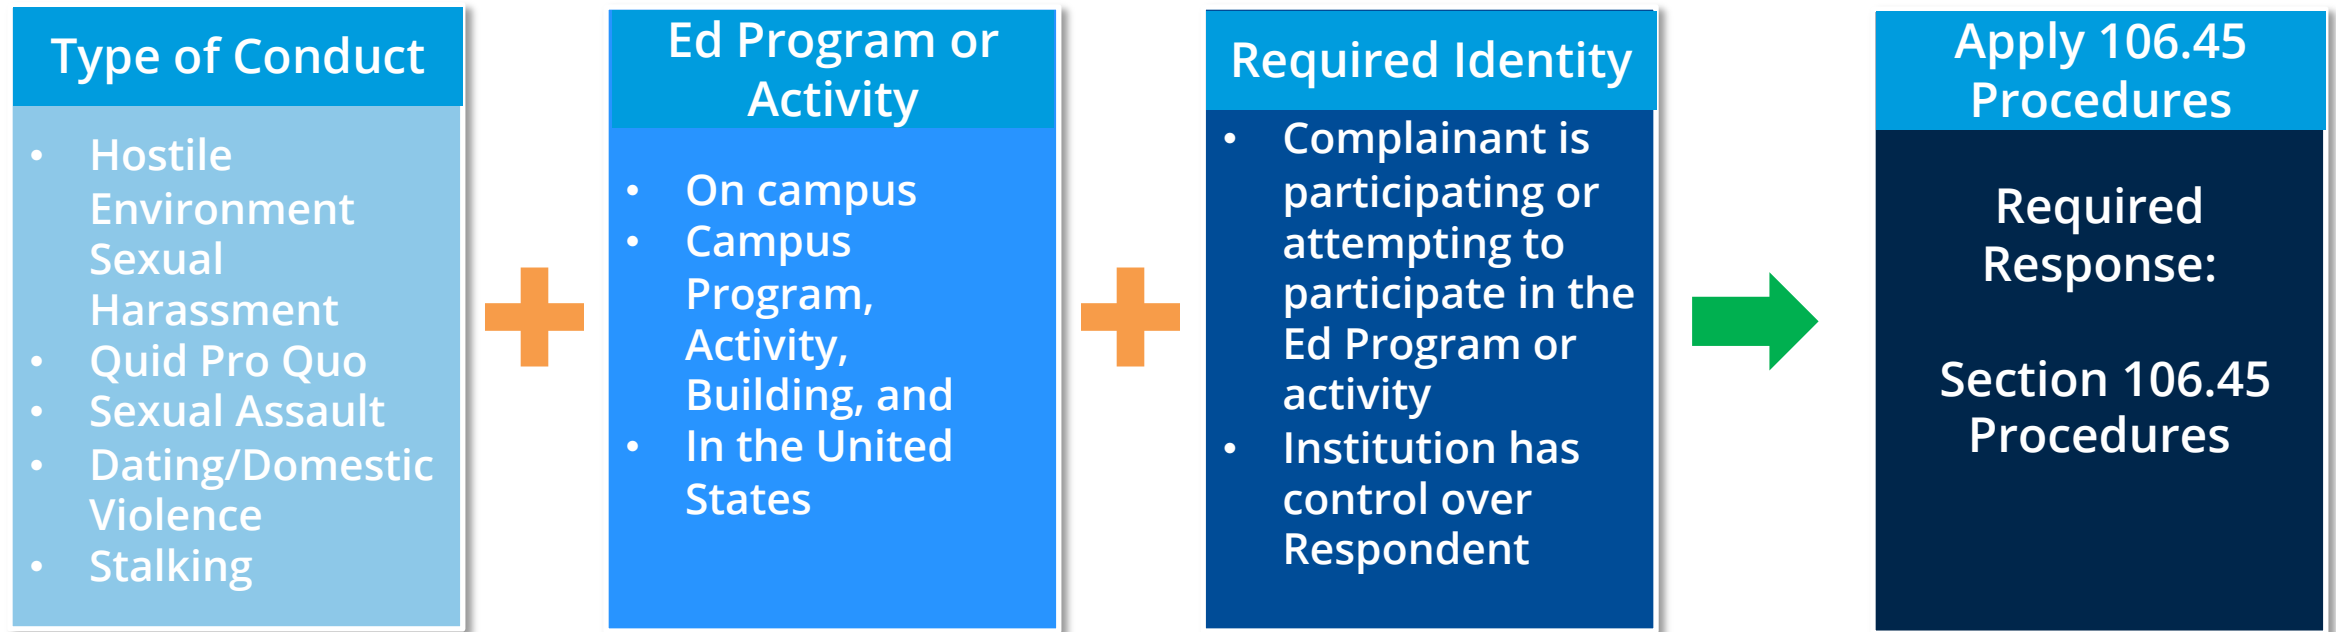 Type of Conduct
• Hostile
Environment
Sexual
Harassment
• Quid Pro Quo
• Sexual Assault
• Dating/Domestic
Violence
• Stalking
Ed Program or
Activity
• On campus
• Campus
Program,
Activity,
Building, and
• In the United
States
Required Identity
• Complainant is
participating or
attempting to
participate in the
Ed Program or
activity
• Institution has
control over
Respondent
Apply 106.45
Procedures
Required
Response:
Section 106.45
Procedures